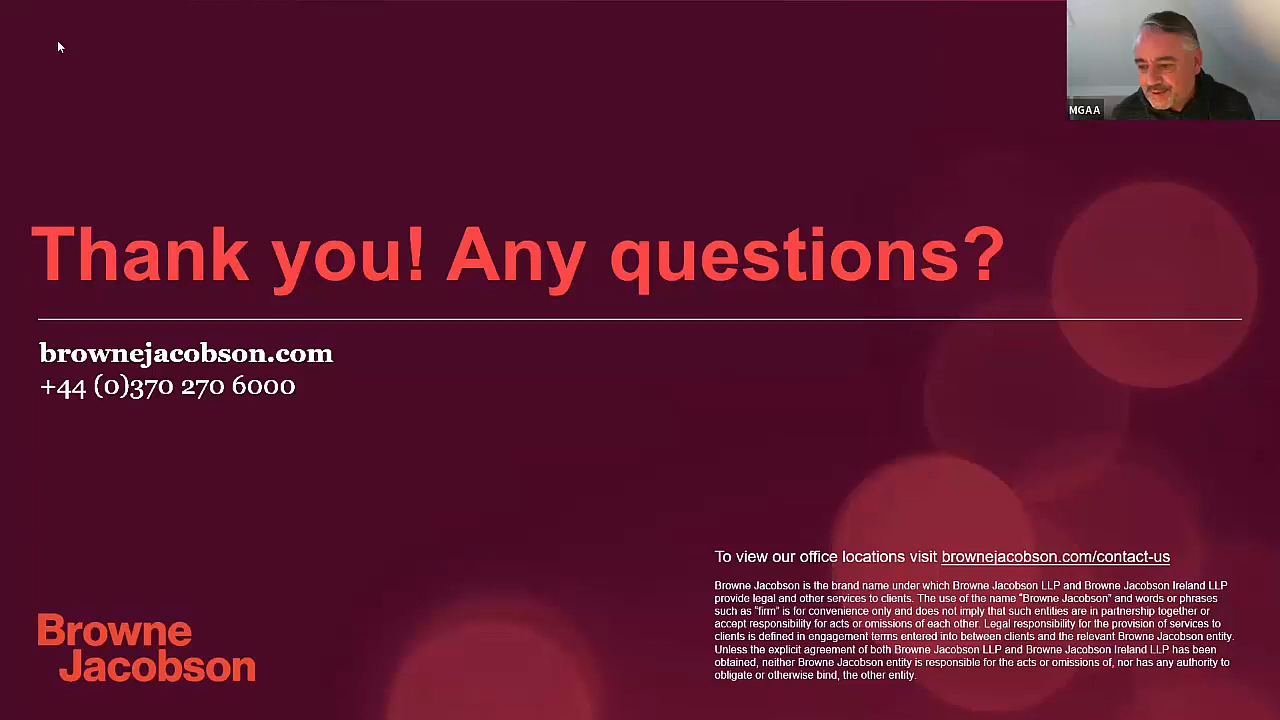 MGAA
Thank you! Any questions?
brownejacobson.com
+44 (0)370 270 6000
To view our office locations visit brownejacobson.com/contact-us
Browne Jacobson is the brand name under which Browne Jacobson LLP and Browne Jacobson Ireland LLP
provide legal and other services to clients. The use of the name “Browne Jacobson” and words or phrases
such as “firm” is for convenience only and does not imply that such entities are in partnership together or
accept responsibility for acts or omissions of each other. Legal responsibility for the provision of services to
clients is defined in engagement terms entered into between clients and the relevant Browne Jacobson entity.
Unless the explicit agreement of both Browne Jacobson LLP and Browne Jacobson Ireland LLP has been
obtained, neither Browne Jacobson entity is responsible for the acts or omissions of, nor has any authority to
obligate or otherwise bind, the other entity.
Browne
Jacobson